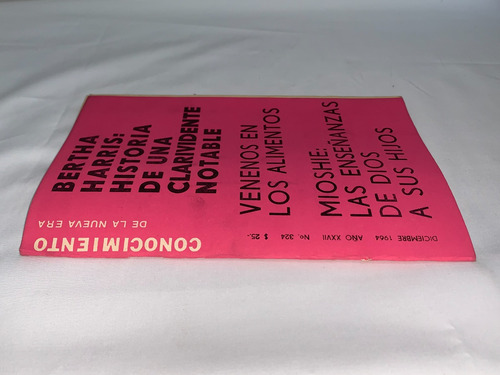 CONOCIMIENTO
DE LA NUEVA ERA
BERTHA
HARRIS:
HISTORIA
DE UNA
CLARIVIDENTE
NOTABLE
VENENOS EN
LOS ALIMENTOS
MIOSHIE:
LAS ENSEÑANZAS
DE DIOS
A SUS HIJOS
DICIEMBRE 1964 AÑO XXVII No. 324 $ 25.-